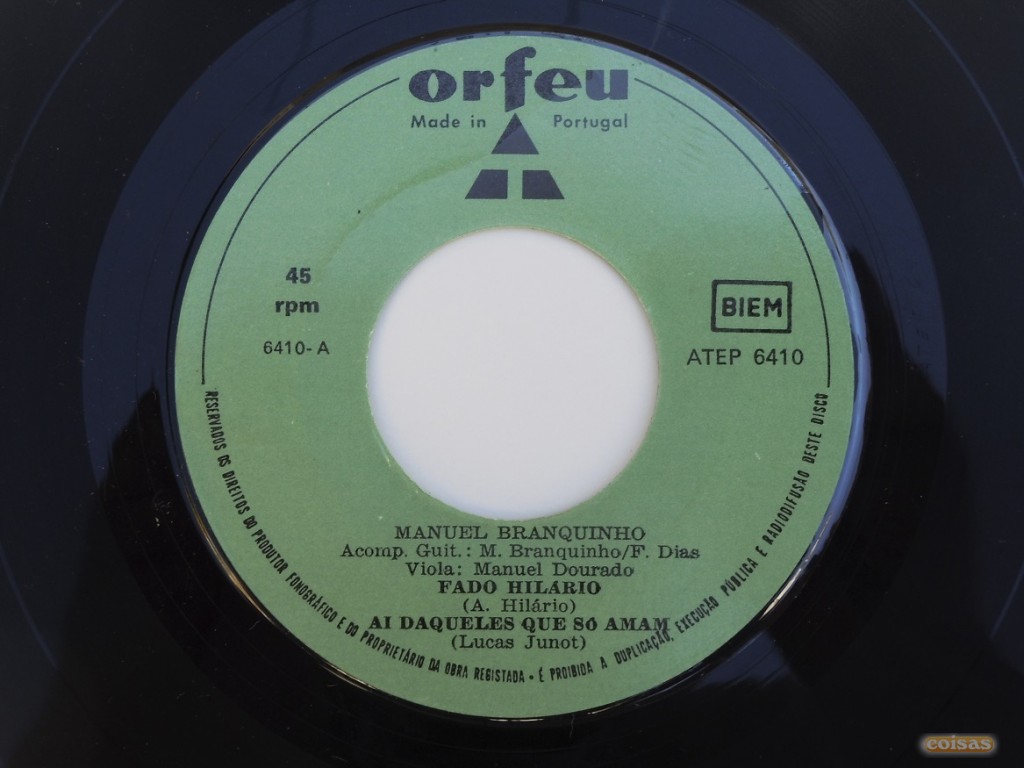 orfeu
Made in Portugal
45
rpm
6410-A
BIEM
ATEP 6410
MANUEL BRANQUINHO
Acomp. Guit.: M. Branquinho/F. Dias
Viola: Manuel Dourado
FADO HILÁRIO
(A. Hilário)
AI DAQUELES QUE SÓ AMAM
(Lucas Junot)
RESERVADOS OS DIREITOS DO PRODUTOR FONOGRÁFICO E DO PROPRIETÁRIO DA OBRA REGISTADA • É PROIBIDA A DUPLICAÇÃO, EXECUÇÃO PÚBLICA E RADIODIFUSÃO DESTE DISCO
coisas